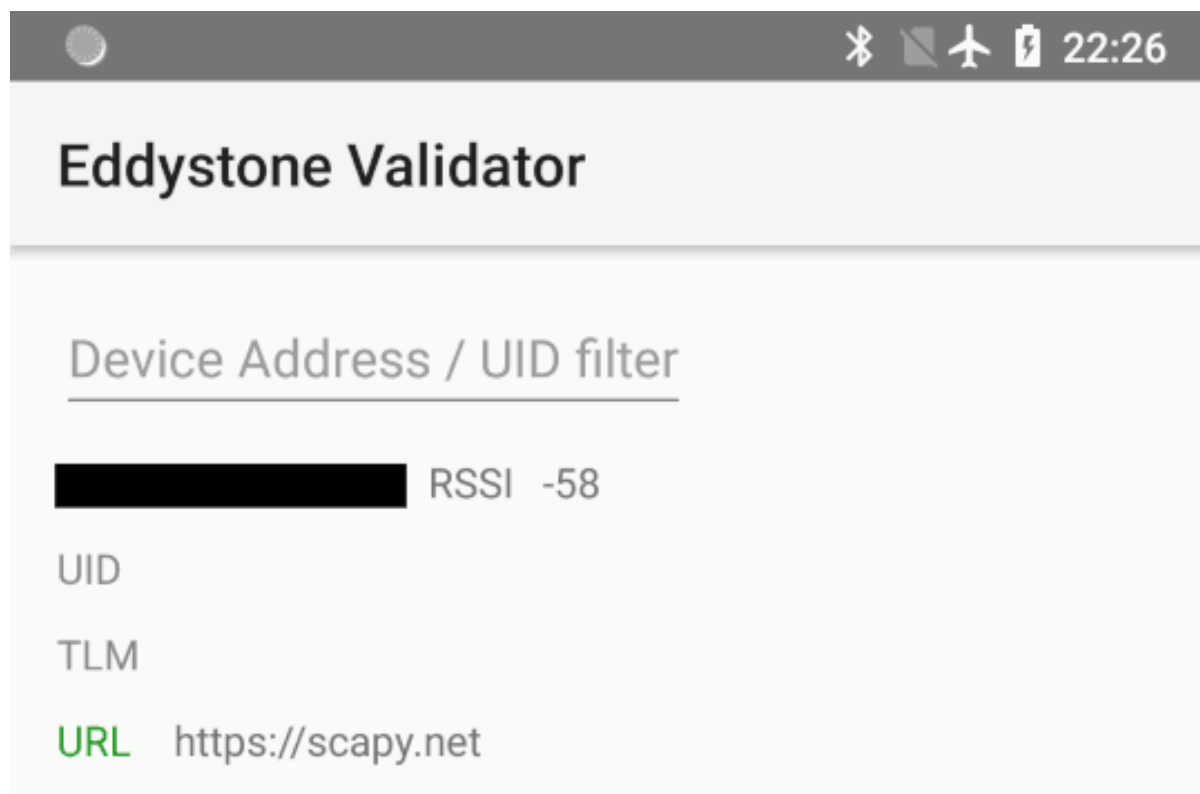 22:26
Eddystone Validator
Device Address / UID filter
RSSI -58
UID
TLM
URL https://scapy.net